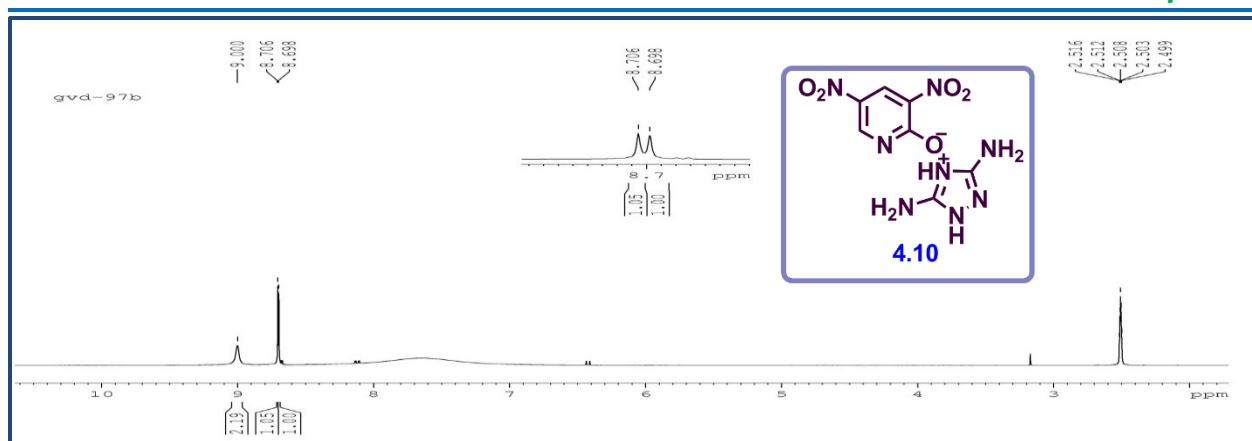 9.000
8.706
8.698
8.706
8.698
2.516
2.512
2.508
2.503
2.499
gvd-97b
O₂N
NO₂
N
O⁻
HN⁺
NH₂
N
N
H
H₂N
4.10
8.7 ppm
1.05
1.00
10 9 8 7 6 5 4 3 ppm
2.19
1.05
1.00